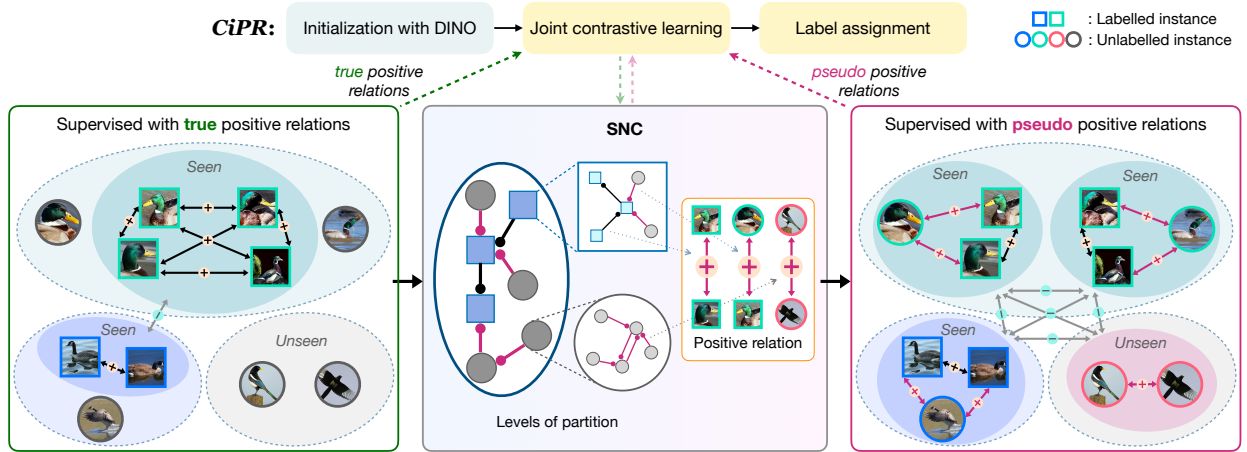 CiPR:
Initialization with DINO
Joint contrastive learning
Label assignment
: Labelled instance
: Unlabelled instance
true positive
relations
pseudo positive
relations
Supervised with true positive relations
Seen
+
+
+
+
+
−
Seen
+
Unseen
SNC
Levels of partition
+
+
+
Positive relation
Supervised with pseudo positive relations
Seen
+
+
+
Seen
+
+
+
−
−
−
−
−
Seen
+
+
+
Unseen
+